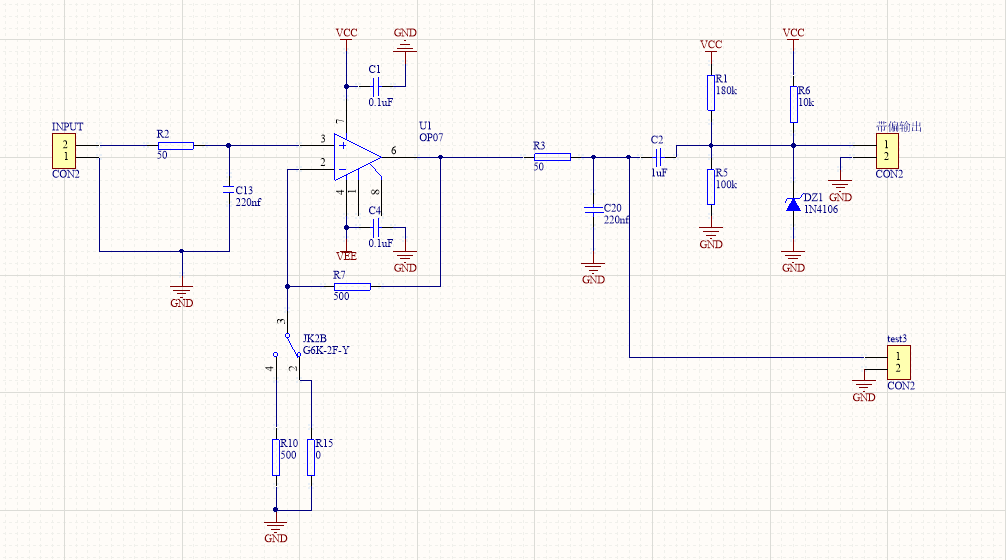 VCC
GND
C1
0.1uF
7
INPUT
2
1
CON2
R2
50
C13
220nf
GND
3
2
U1
OP07
6
4
1
8
C4
0.1uF
VEE
GND
R7
500
3
JK2B
G6K-2F-Y
4
2
R10
500
R15
0
GND
R3
50
C20
220nf
GND
C2
1uF
VCC
R1
180k
R5
100k
GND
VCC
R6
10k
DZ1
1N4106
GND
带偏输出
1
2
CON2
GND
test3
1
2
CON2
GND